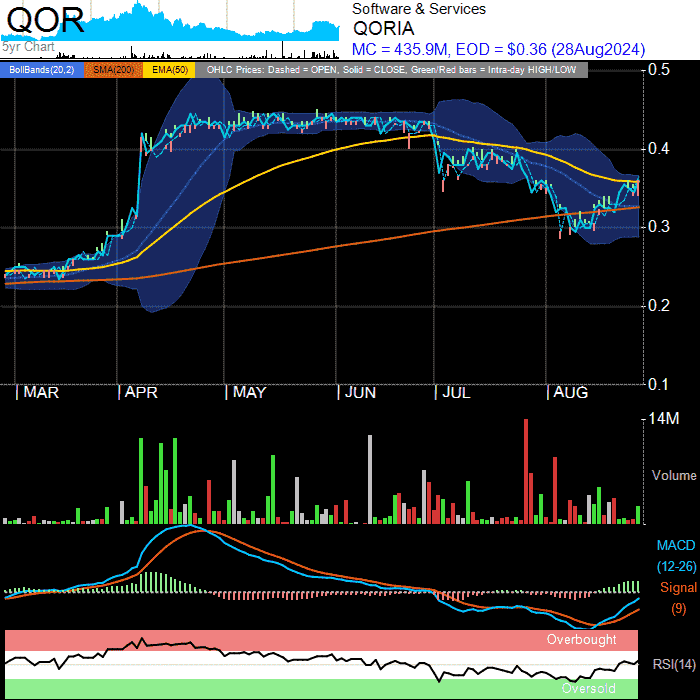 QOR
5yr Chart
Software & Services
QORIA
MC = 435.9M, EOD = $0.36 (28Aug2024)
BollBands(20,2) SMA(200) EMA(50) OHLC Prices: Dashed = OPEN, Solid = CLOSE, Green/Red bars = Intra-day HIGH/LOW
0.5
0.4
0.3
0.2
0.1
MAR APR MAY JUN JUL AUG
14M
Volume
MACD
(12-26)
Signal
(9)
Overbought
RSI(14)
Oversold